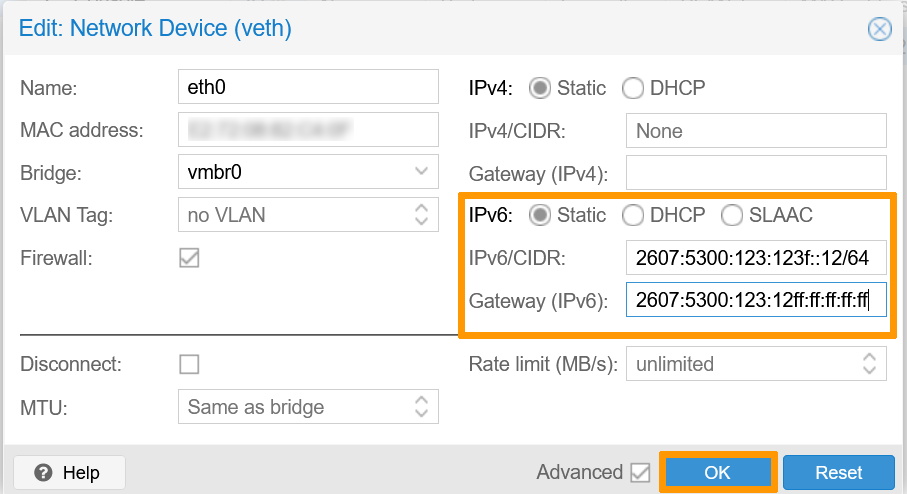 Edit: Network Device (veth)
Name: eth0
MAC address:
Bridge: vmbr0
VLAN Tag: no VLAN
Firewall:
IPv4: Static DHCP
IPv4/CIDR: None
Gateway (IPv4):
IPv6: Static DHCP SLAAC
IPv6/CIDR: 2607:5300:123:123f::12/64
Gateway (IPv6): 2607:5300:123:12ff:ff:ff:ff:ff
Disconnect:
MTU: Same as bridge
Rate limit (MB/s): unlimited
Help
Advanced
OK
Reset